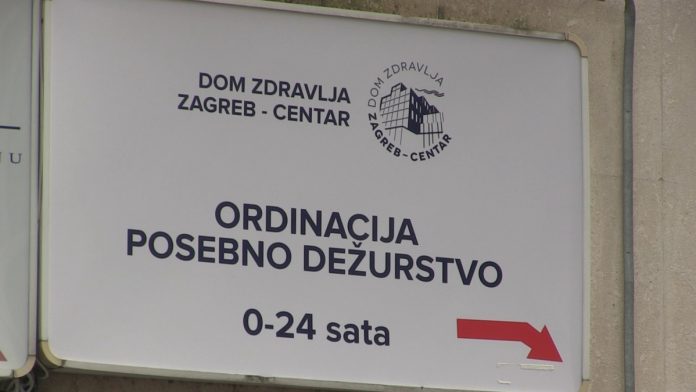 DOM ZDRAVLJA
ZAGREB - CENTAR
DOM ZDRAVLJA
ZAGREB-CENTAR
ORDINACIJA
POSEBNO DEŽURSTVO
0-24 sata
N U